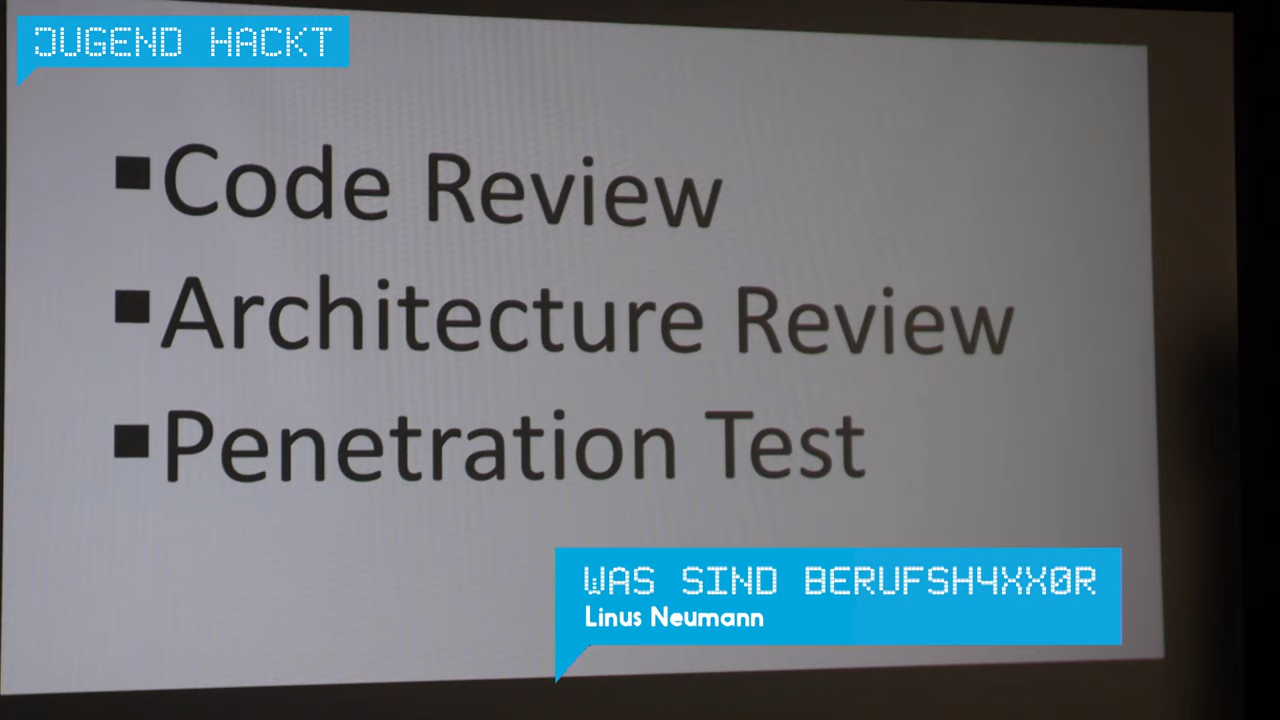 JUGEND HACKT
▪Code Review
▪Architecture Review
▪Penetration Test
WAS SIND BERUFSH4XX0R
Linus Neumann